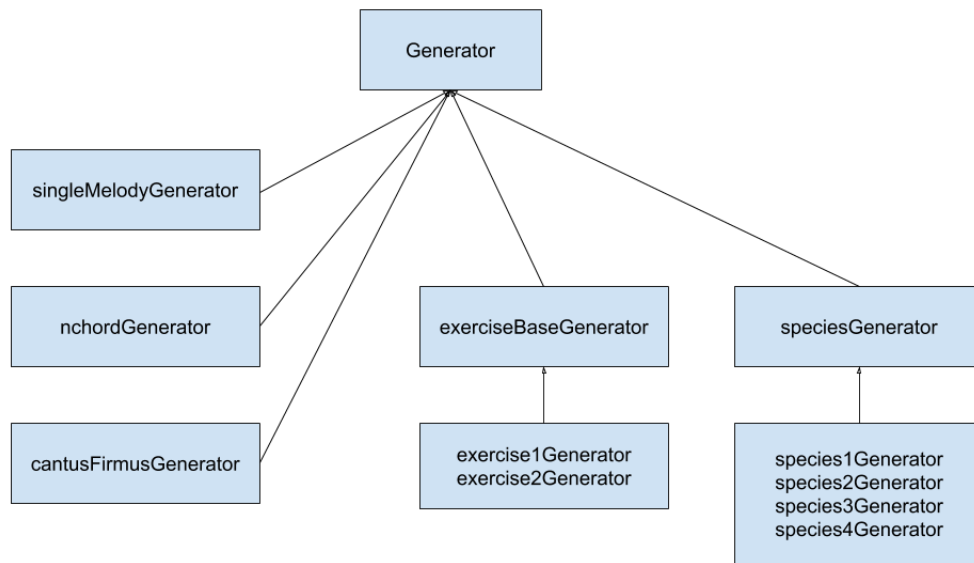 Generator
singleMelodyGenerator
nchordGenerator
exerciseBaseGenerator
speciesGenerator
cantusFirmusGenerator
exercise1Generator
exercise2Generator
species1Generator
species2Generator
species3Generator
species4Generator